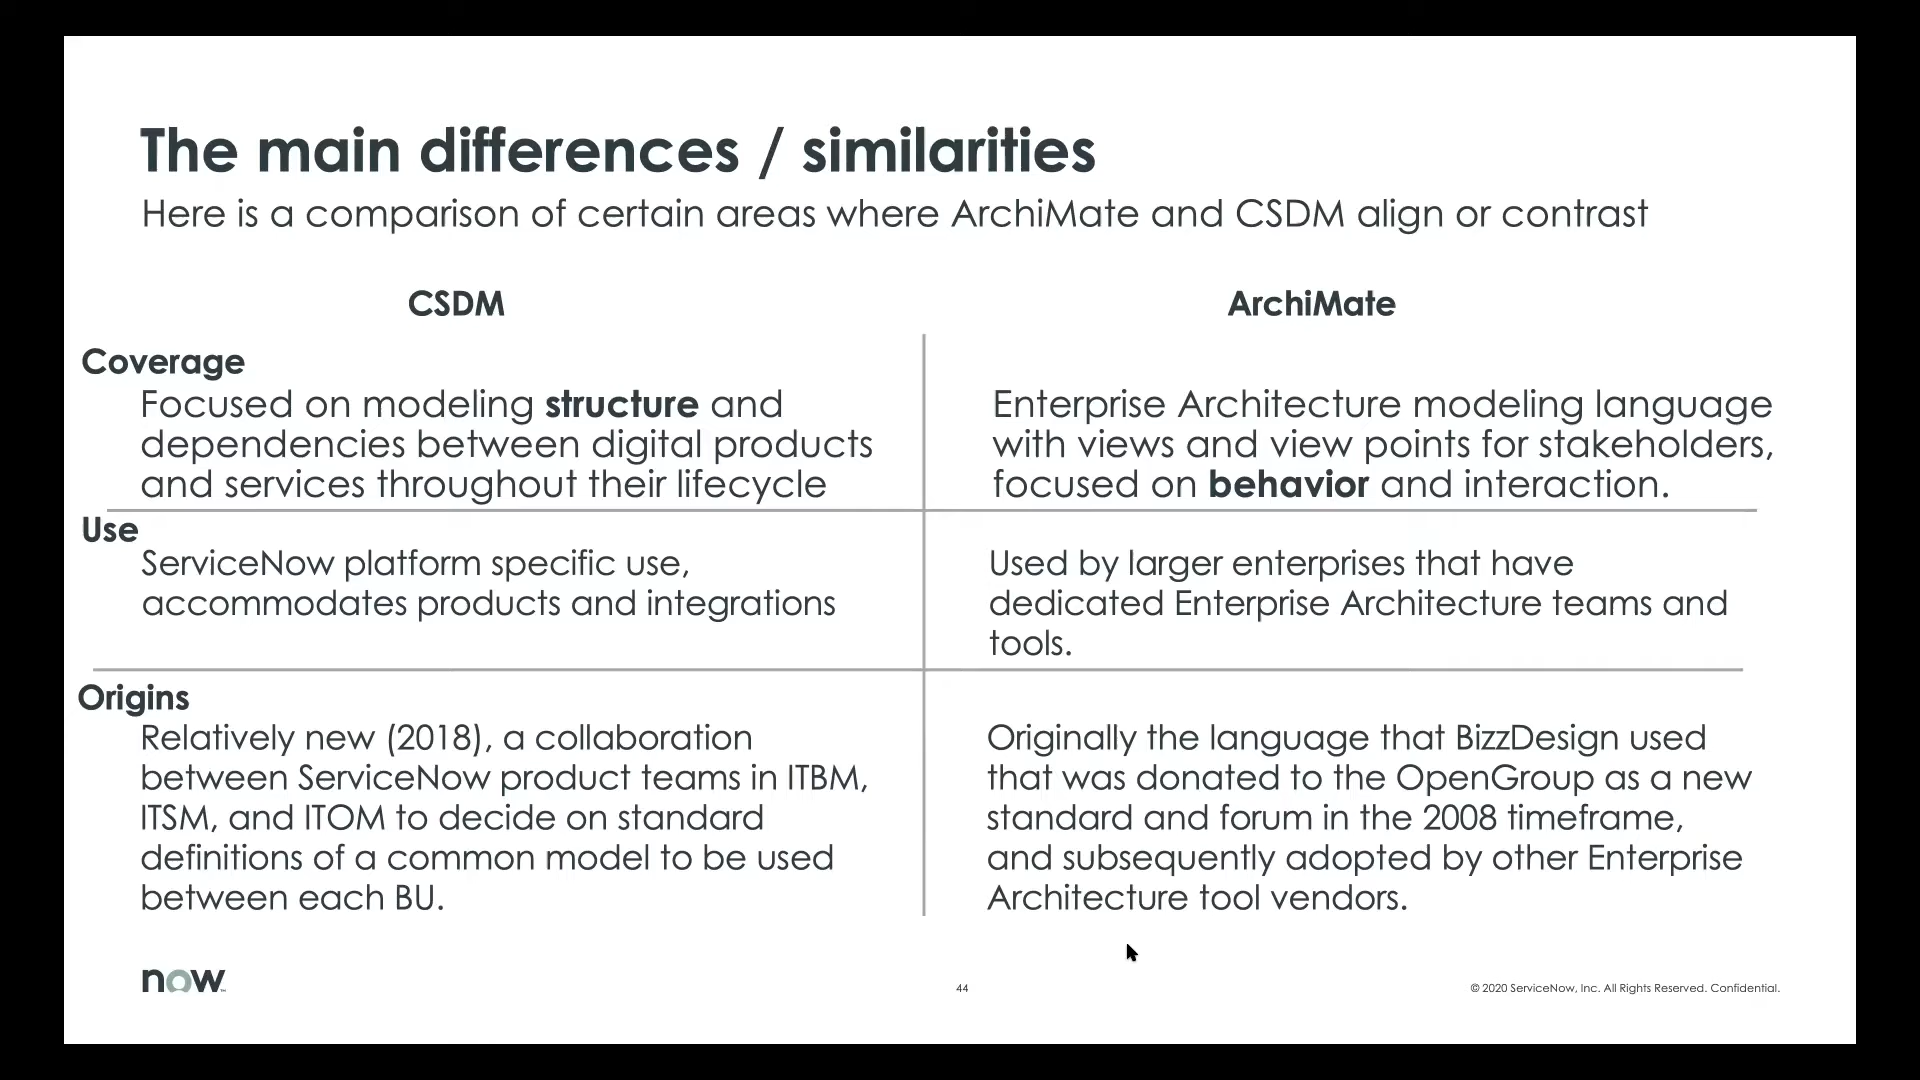 The main differences / similarities
Here is a comparison of certain areas where ArchiMate and CSDM align or contrast
CSDM
ArchiMate
Coverage
Focused on modeling structure and
dependencies between digital products
and services throughout their lifecycle
Enterprise Architecture modeling language
with views and view points for stakeholders,
focused on behavior and interaction.
Use
ServiceNow platform specific use,
accommodates products and integrations
Used by larger enterprises that have
dedicated Enterprise Architecture teams and
tools.
Origins
Relatively new (2018), a collaboration
between ServiceNow product teams in ITBM,
ITSM, and ITOM to decide on standard
definitions of a common model to be used
between each BU.
Originally the language that BizzDesign used
that was donated to the OpenGroup as a new
standard and forum in the 2008 timeframe,
and subsequently adopted by other Enterprise
Architecture tool vendors.
now
44
© 2020 ServiceNow, Inc. All Rights Reserved. Confidential.